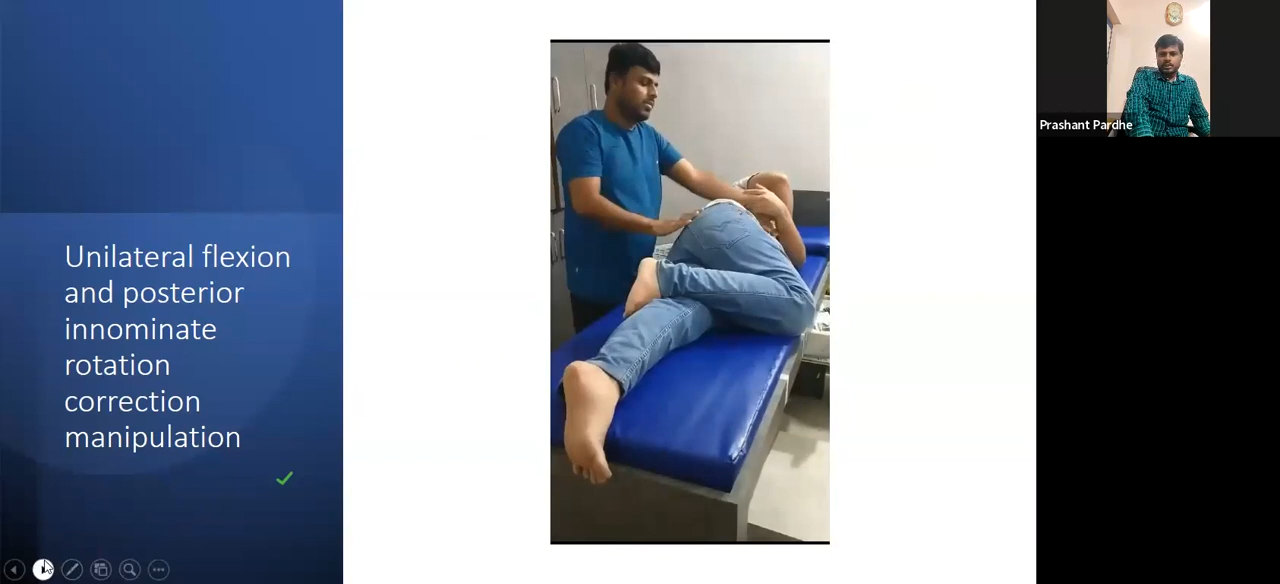 Unilateral flexion
and posterior
innominate
rotation
correction
manipulation
Prashant Pardhe